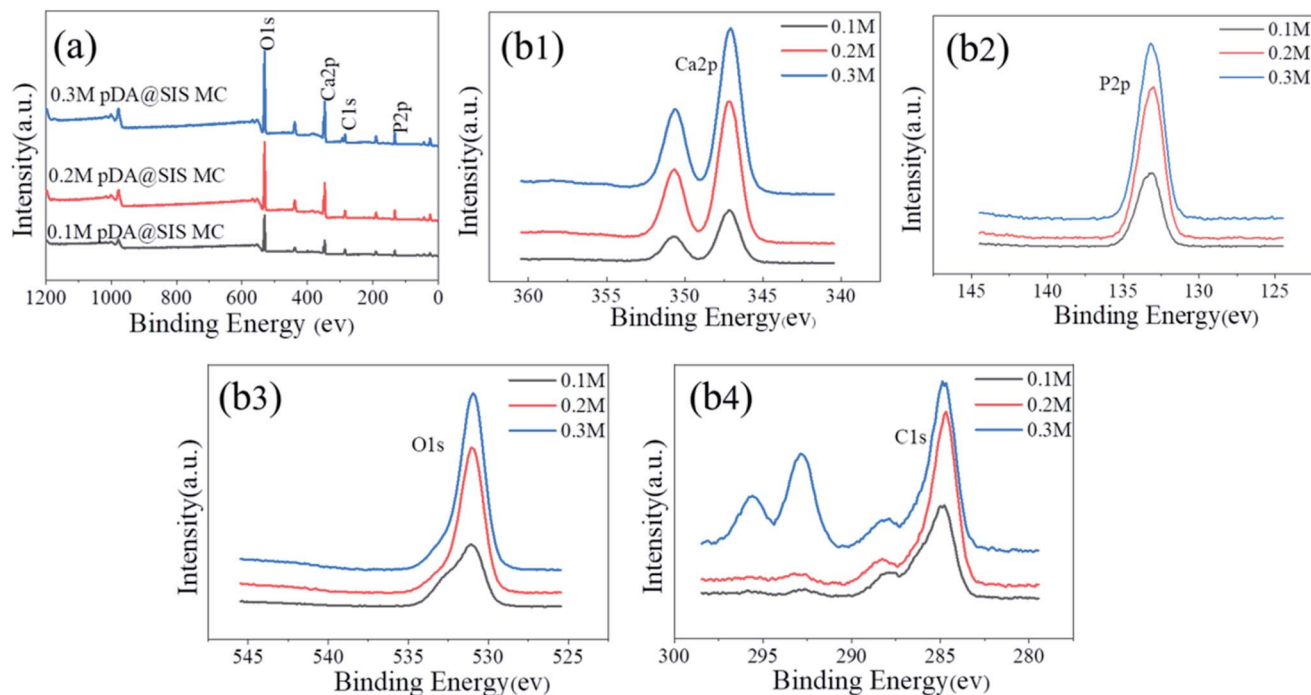 (a)
O1s
Ca2p
C1s
P2p
0.3M pDA@SIS MC
0.2M pDA@SIS MC
0.1M pDA@SIS MC
Intensity(a.u.)
1200 1000 800 600 400 200 0
Binding Energy (ev)
(b1)
0.1M
0.2M
0.3M
Ca2p
Intensity(a.u.)
360 355 350 345 340
Binding Energy(ev)
(b2)
0.1M
0.2M
0.3M
P2p
Intensity(a.u.)
145 140 135 130 125
Binding Energy(ev)
(b3)
0.1M
0.2M
0.3M
O1s
Intensity(a.u.)
545 540 535 530 525
Binding Energy(ev)
(b4)
0.1M
0.2M
0.3M
C1s
Intensity(a.u.)
300 295 290 285 280
Binding Energy(ev)